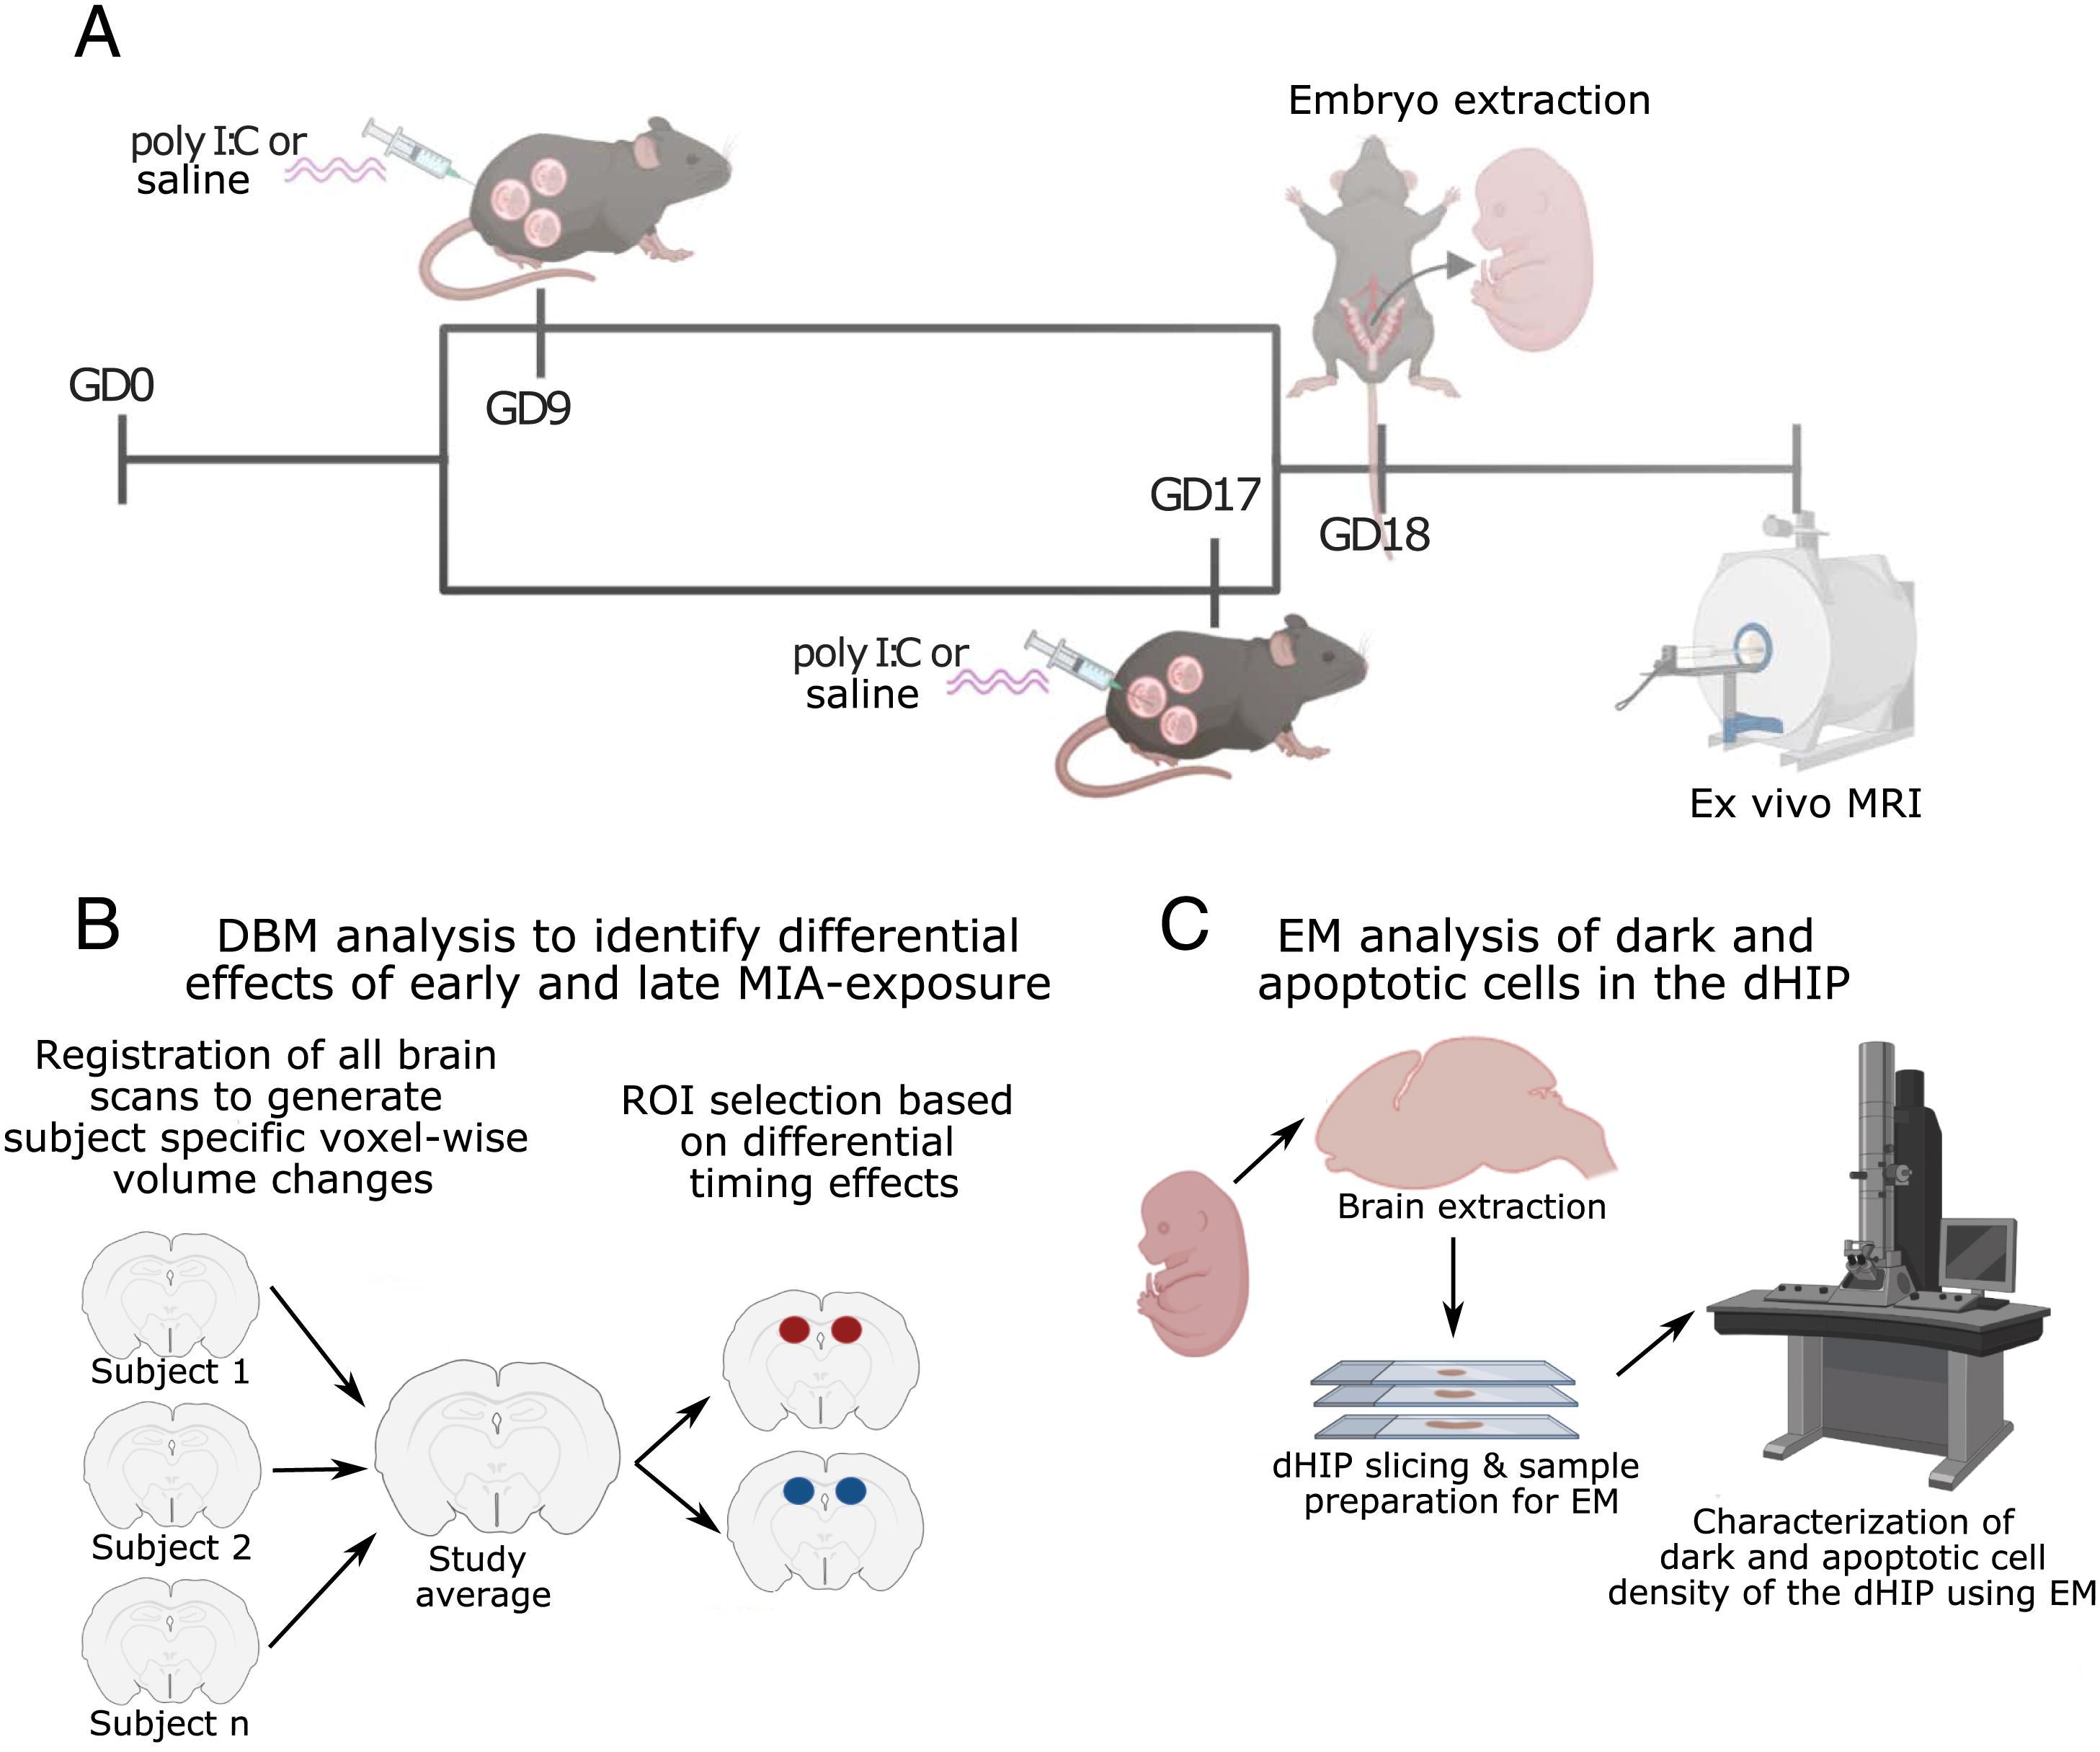 A
Embryo extraction
poly I:C or
saline
GD0
GD9
GD17
GD18
poly I:C or
saline
Ex vivo MRI
B
DBM analysis to identify differential
effects of early and late MIA-exposure
Registration of all brain
scans to generate
subject specific voxel-wise
volume changes
ROI selection based
on differential
timing effects
Subject 1
Subject 2
Subject n
Study
average
C
EM analysis of dark and
apoptotic cells in the dHIP
Brain extraction
dHIP slicing & sample
preparation for EM
Characterization of
dark and apoptotic cell
density of the dHIP using EM